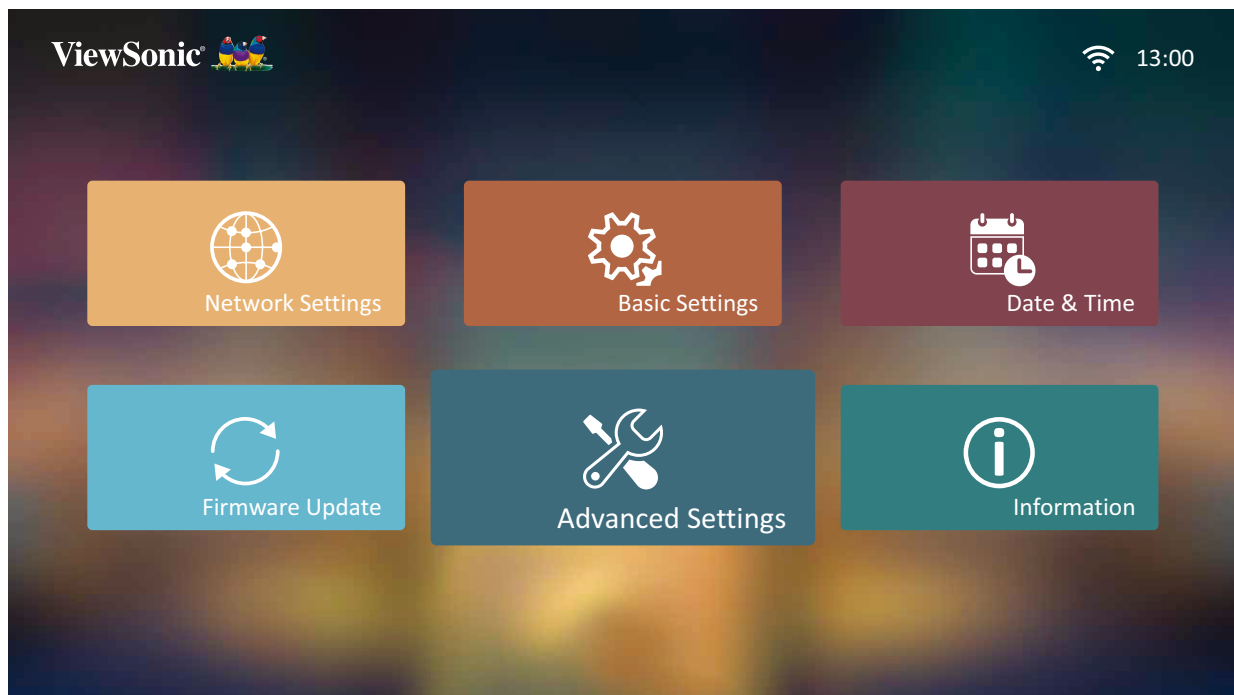 ViewSonic®
13:00
Network Settings
Basic Settings
Date & Time
Firmware Update
Advanced Settings
Information